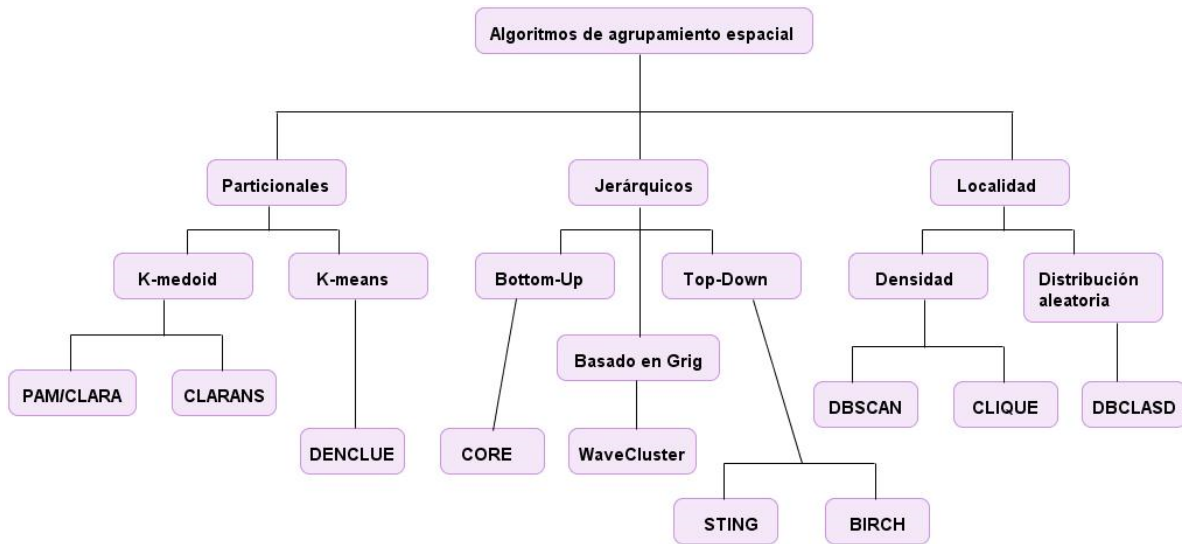 Algoritmos de agrupamiento espacial
Particionales
Jerárquicos
Localidad
K-medoid
K-means
Bottom-Up
Top-Down
Densidad
Distribución
aleatoria
Basado en Grig
PAM/CLARA
CLARANS
DBSCAN
CLIQUE
DBCLASD
DENCLUE
CORE
WaveCluster
STING
BIRCH